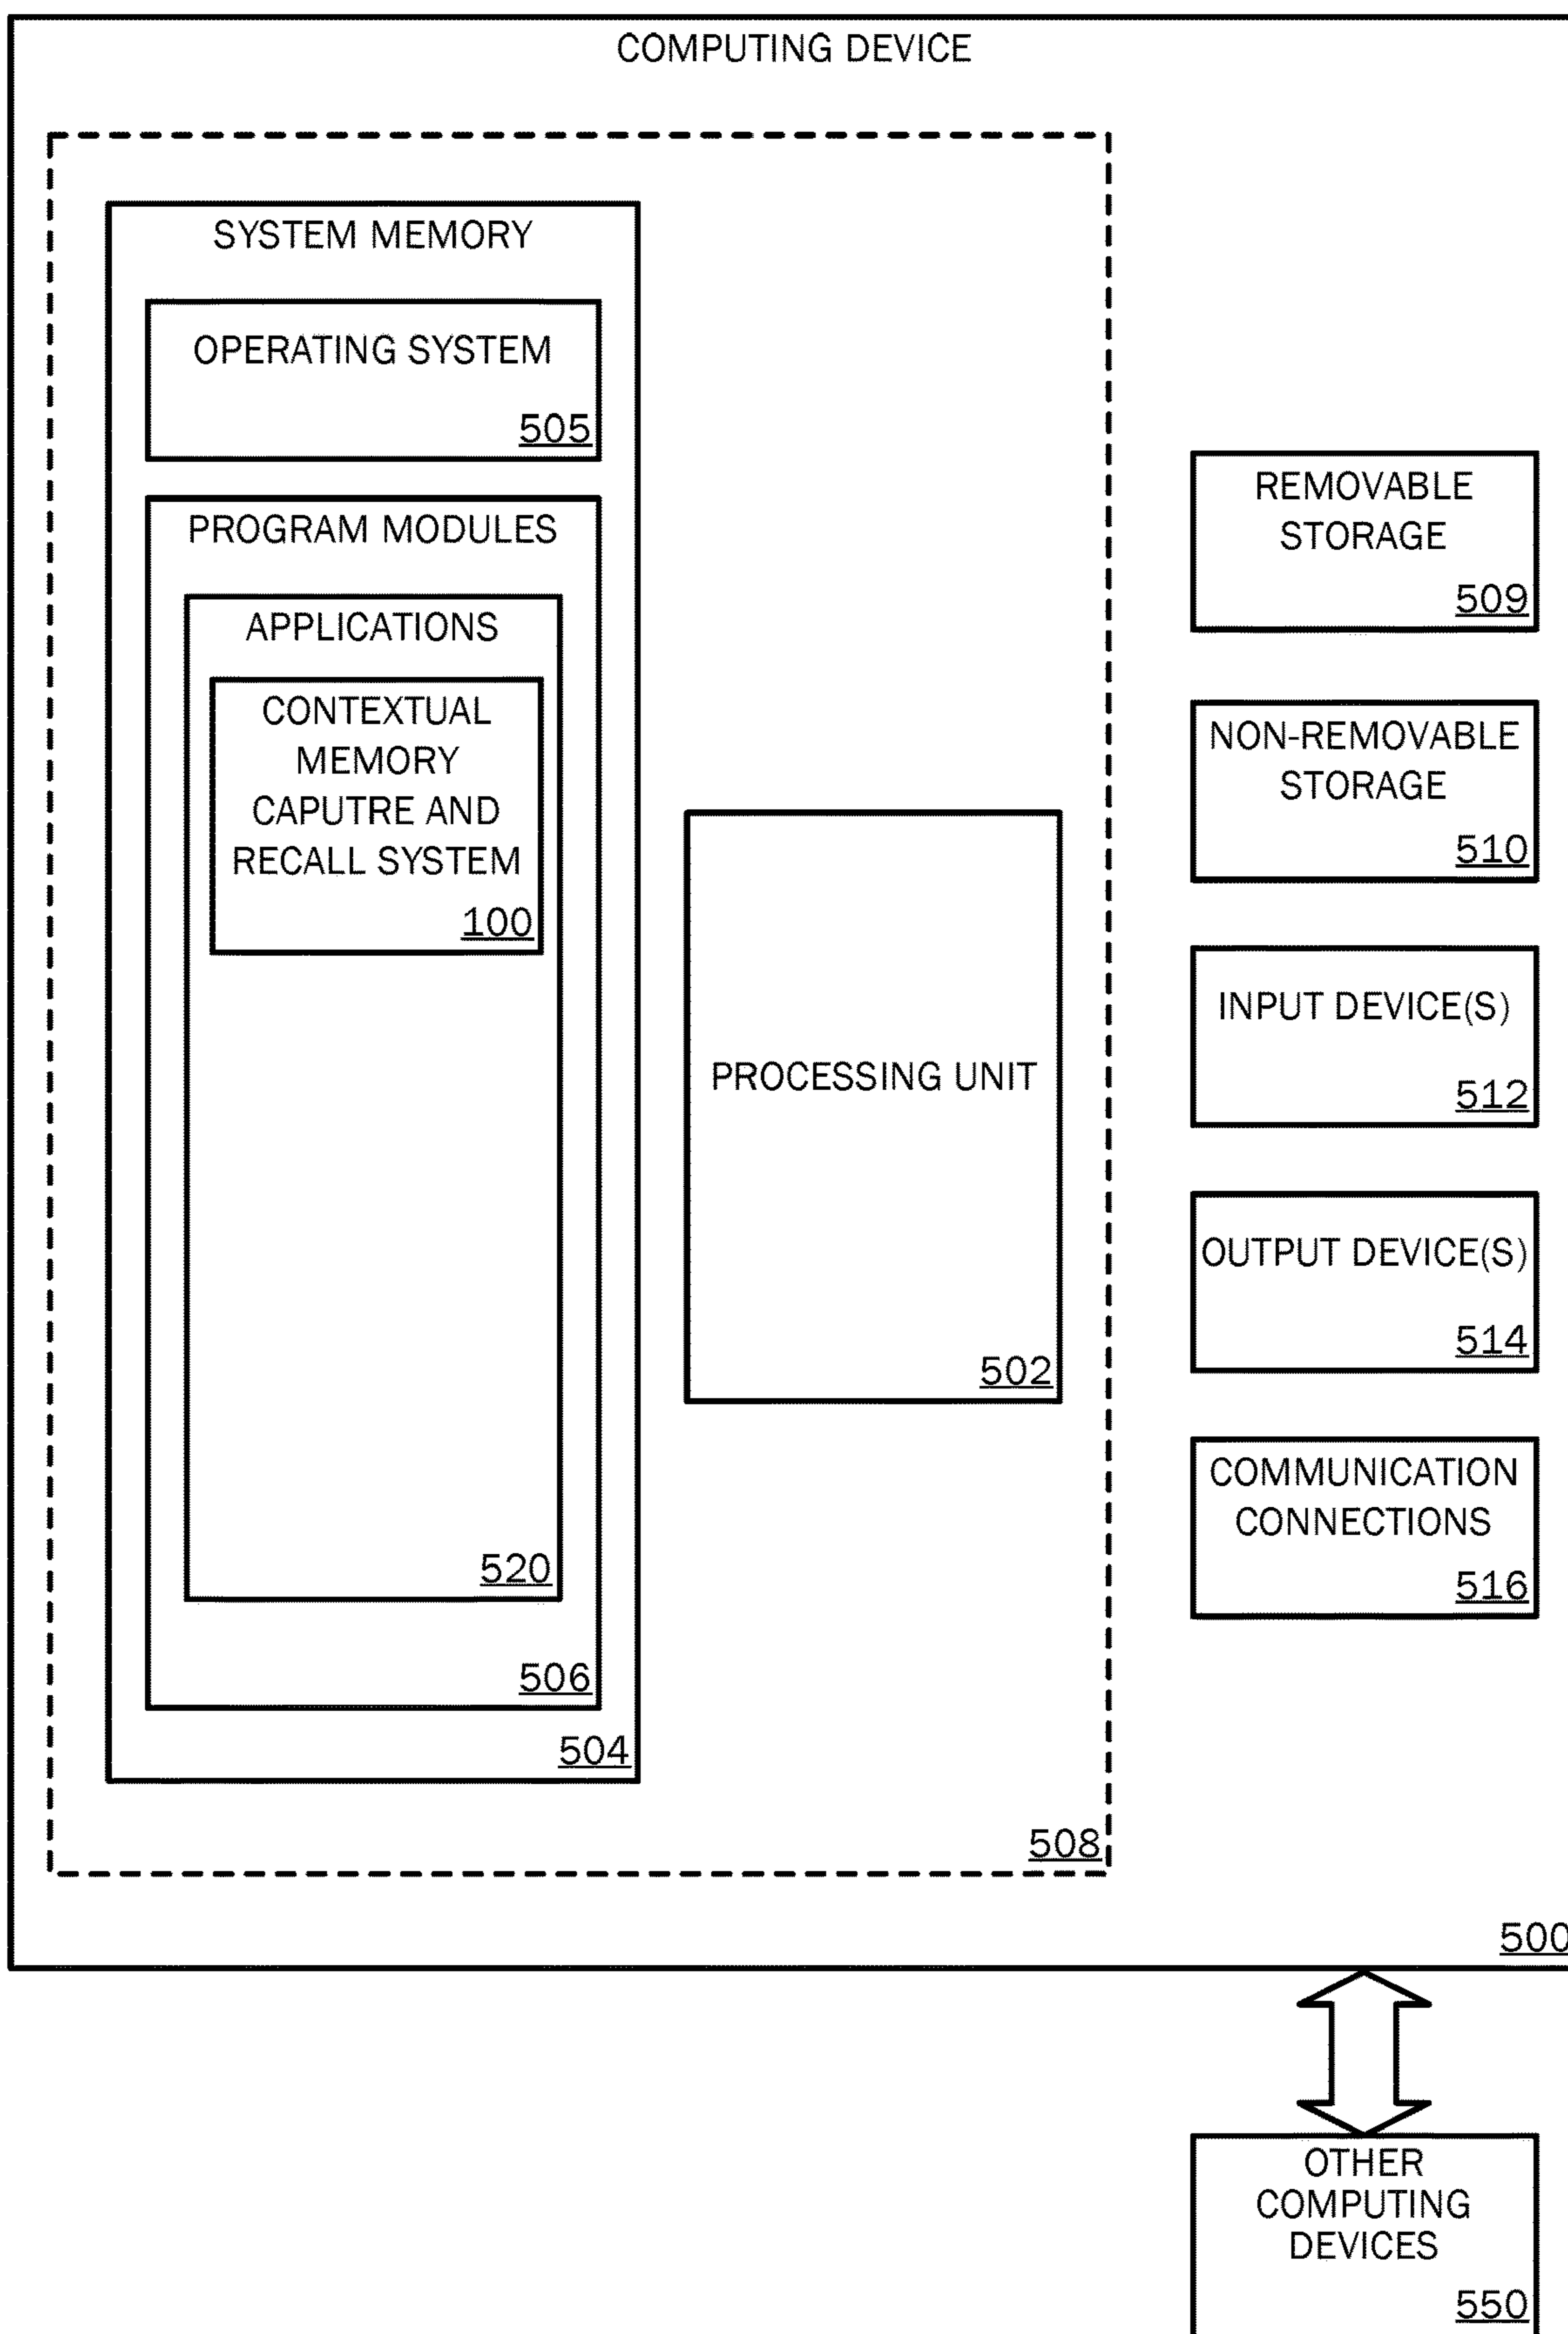 COMPUTING DEVICE
SYSTEM MEMORY
OPERATING SYSTEM
505
PROGRAM MODULES
APPLICATIONS
CONTEXTUAL
MEMORY
CAPUTRE AND
RECALL SYSTEM
100
520
506
504
PROCESSING UNIT
502
508
REMOVABLE
STORAGE
509
NON-REMOVABLE
STORAGE
510
INPUT DEVICE(S)
512
OUTPUT DEVICE(S)
514
COMMUNICATION
CONNECTIONS
516
500
OTHER
COMPUTING
DEVICES
550